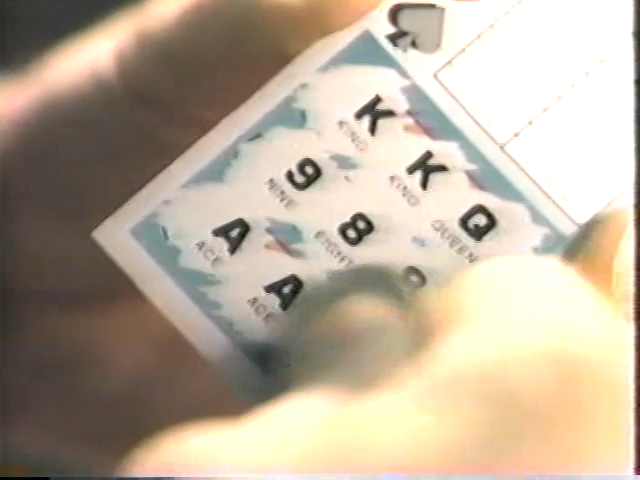 K K Q
KING KING QUEEN
9 8
NINE EIGHT
A A
ACE ACE